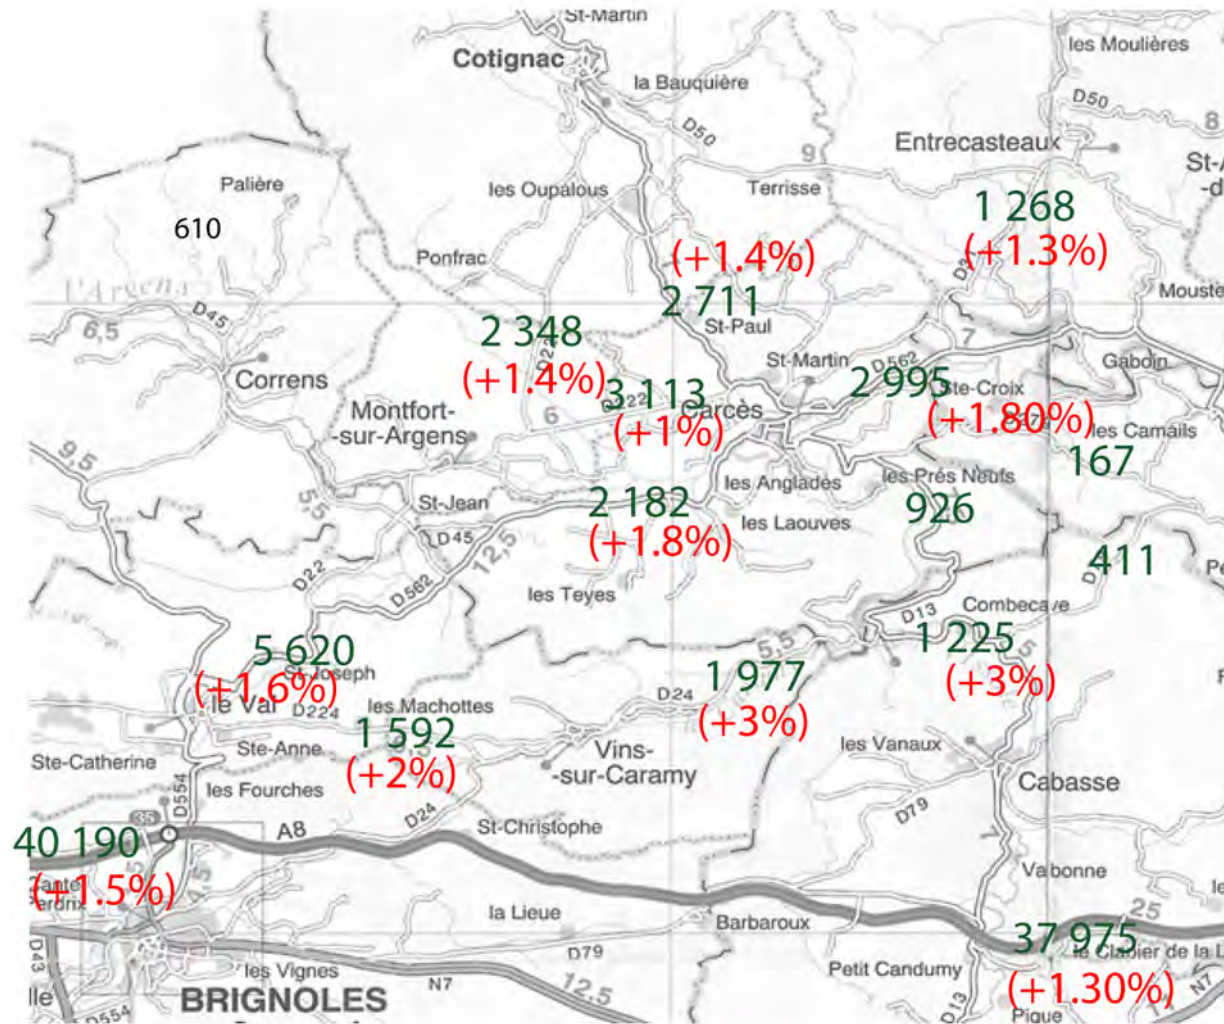 St-Martin
les Moulières
Cotignac
la Bauquière
D50
D50
8
Entrecasteaux
9
Palière
les Oupalous
Terrisse
1 268
610
(+1.4%)
(+1.3%)
Ponfrac
l'Argens
D45
6,5
2 711
St-Paul
2 348
7
St-Martin
D562
Gaboin
Correns
(+1.4%)
3 113
2 995
Ste-Croix
Montfort-
-sur-Argens
6
Carcès
(+1%)
(+1.80%)
les Camails
9,5
167
les Anglades
les Prés Neufs
5,5
St-Jean
2 182
926
les Laouves
D45
12,5
(+1.8%)
411
D22
D562
les Teyes
D13
Combecave
1 225
5 620
5,5
St-Joseph
(+3%)
(+1.6%)
1 977
le Val
D224
les Machottes
D24
(+3%)
1 592
Ste-Anne
Vins-
-sur-Caramy
les Vanaux
Ste-Catherine
(+2%)
Cabasse
D554
les Fourches
D24
D79
35
A8
St-Christophe
7
40 190
(+1.5%)
Valbonne
la Lieue
Barbaroux
25
37 975
D43
D79
les Vignes
N7
12,5
Petit Candumy
(+1.30%)
N7
BRIGNOLES
D13
D554